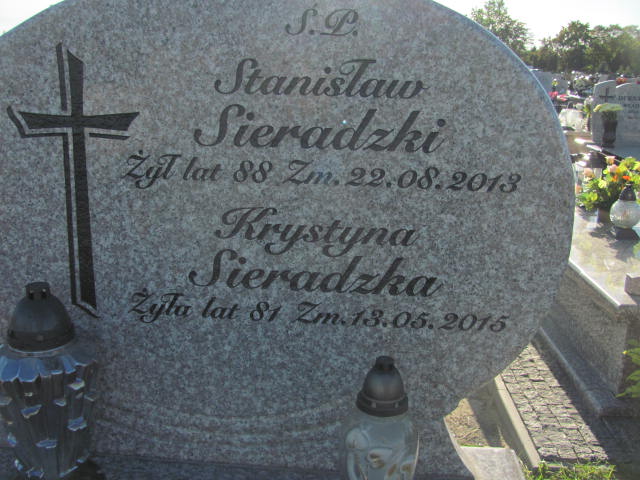 Ś.P.
Stanisław
Sieradzki
Żył lat 88 Zm. 22.08.2013
Krystyna
Sieradzka
Żyła lat 81 Zm. 13.05.2015